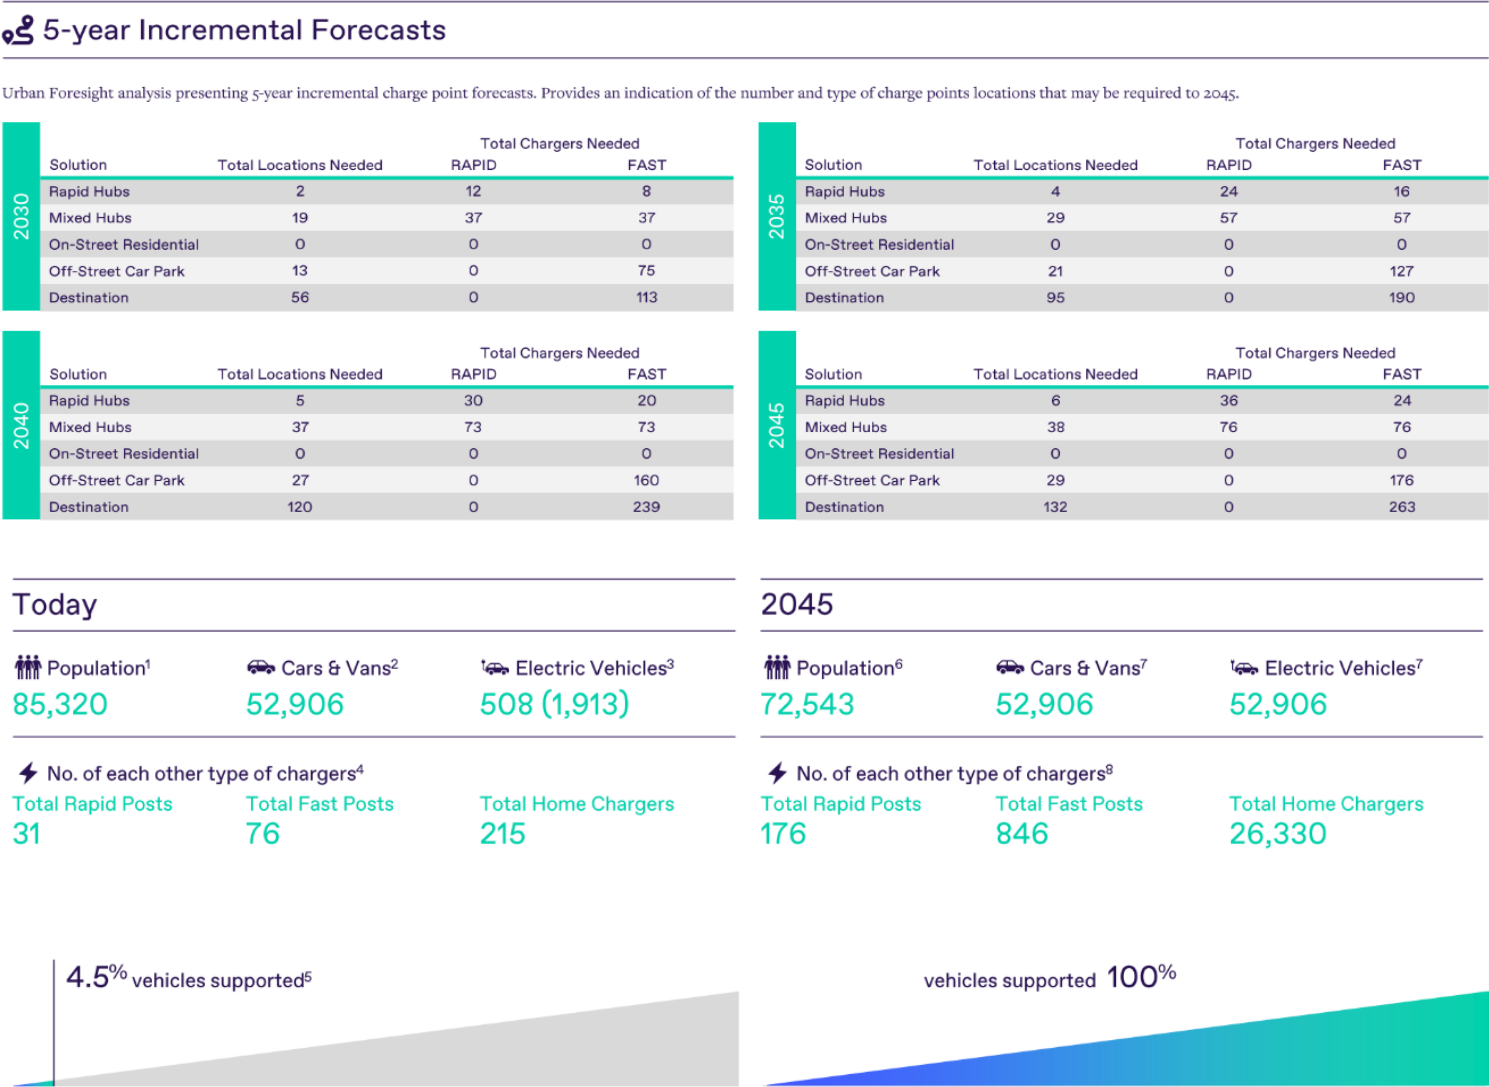 5-year Incremental Forecasts
Urban Foresight analysis presenting 5-year incremental charge point forecasts. Provides an indication of the number and type of charge points locations that may be required to 2045.
2030
Total Chargers Needed
Solution Total Locations Needed RAPID FAST
Rapid Hubs 2 12 8
Mixed Hubs 19 37 37
On-Street Residential 0 0 0
Off-Street Car Park 13 0 75
Destination 56 0 113
2035
Total Chargers Needed
Solution Total Locations Needed RAPID FAST
Rapid Hubs 4 24 16
Mixed Hubs 29 57 57
On-Street Residential 0 0 0
Off-Street Car Park 21 0 127
Destination 95 0 190
2040
Total Chargers Needed
Solution Total Locations Needed RAPID FAST
Rapid Hubs 5 30 20
Mixed Hubs 37 73 73
On-Street Residential 0 0 0
Off-Street Car Park 27 0 160
Destination 120 0 239
2045
Total Chargers Needed
Solution Total Locations Needed RAPID FAST
Rapid Hubs 6 36 24
Mixed Hubs 38 76 76
On-Street Residential 0 0 0
Off-Street Car Park 29 0 176
Destination 132 0 263
Today
Population¹ Cars & Vans² Electric Vehicles³
85,320 52,906 508 (1,913)
No. of each other type of chargers⁴
Total Rapid Posts Total Fast Posts Total Home Chargers
31 76 215
4.5% vehicles supported⁵
2045
Population⁶ Cars & Vans⁷ Electric Vehicles⁷
72,543 52,906 52,906
No. of each other type of chargers⁸
Total Rapid Posts Total Fast Posts Total Home Chargers
176 846 26,330
vehicles supported 100%